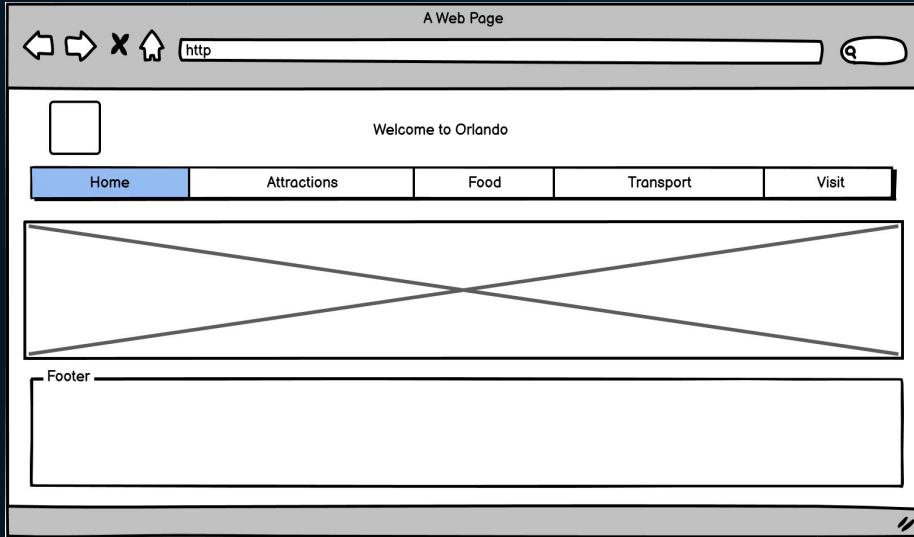 A Web Page
http
Welcome to Orlando
Home Attractions Food Transport Visit
Footer